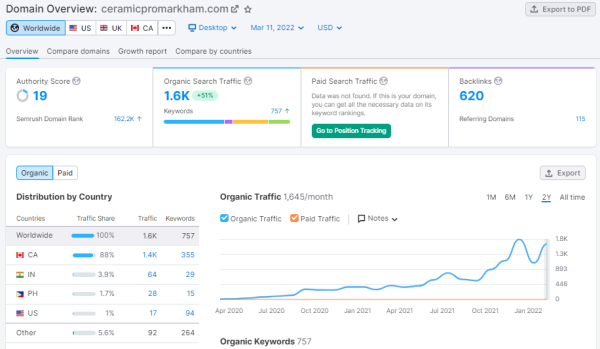 Domain Overview: ceramicpromarkham.com
Export to PDF
Worldwide US UK CA ••• Desktop Mar 11, 2022 USD
Overview Compare domains Growth report Compare by countries
Authority Score
19
Semrush Domain Rank 162.2K ↑
Organic Search Traffic
1.6K +51%
Keywords 757 ↑
Paid Search Traffic
Data was not found. If this is your domain,
you can get all the necessary data on its
keyword rankings.
Go to Position Tracking
Backlinks
620
Referring Domains 115
Organic Paid
Export
Distribution by Country
Countries Traffic Share Traffic Keywords
Worldwide 100% 1.6K 757
CA 88% 1.4K 355
IN 3.9% 64 29
PH 1.7% 28 15
US 1% 17 94
Other 5.6% 92 264
Organic Traffic 1,645/month
1M 6M 1Y 2Y All time
Organic Traffic Paid Traffic Notes
1.8K
1.3K
893
448
0
Apr 2020 Jul 2020 Oct 2020 Jan 2021 Apr 2021 Jul 2021 Oct 2021 Jan 2022
Organic Keywords 757